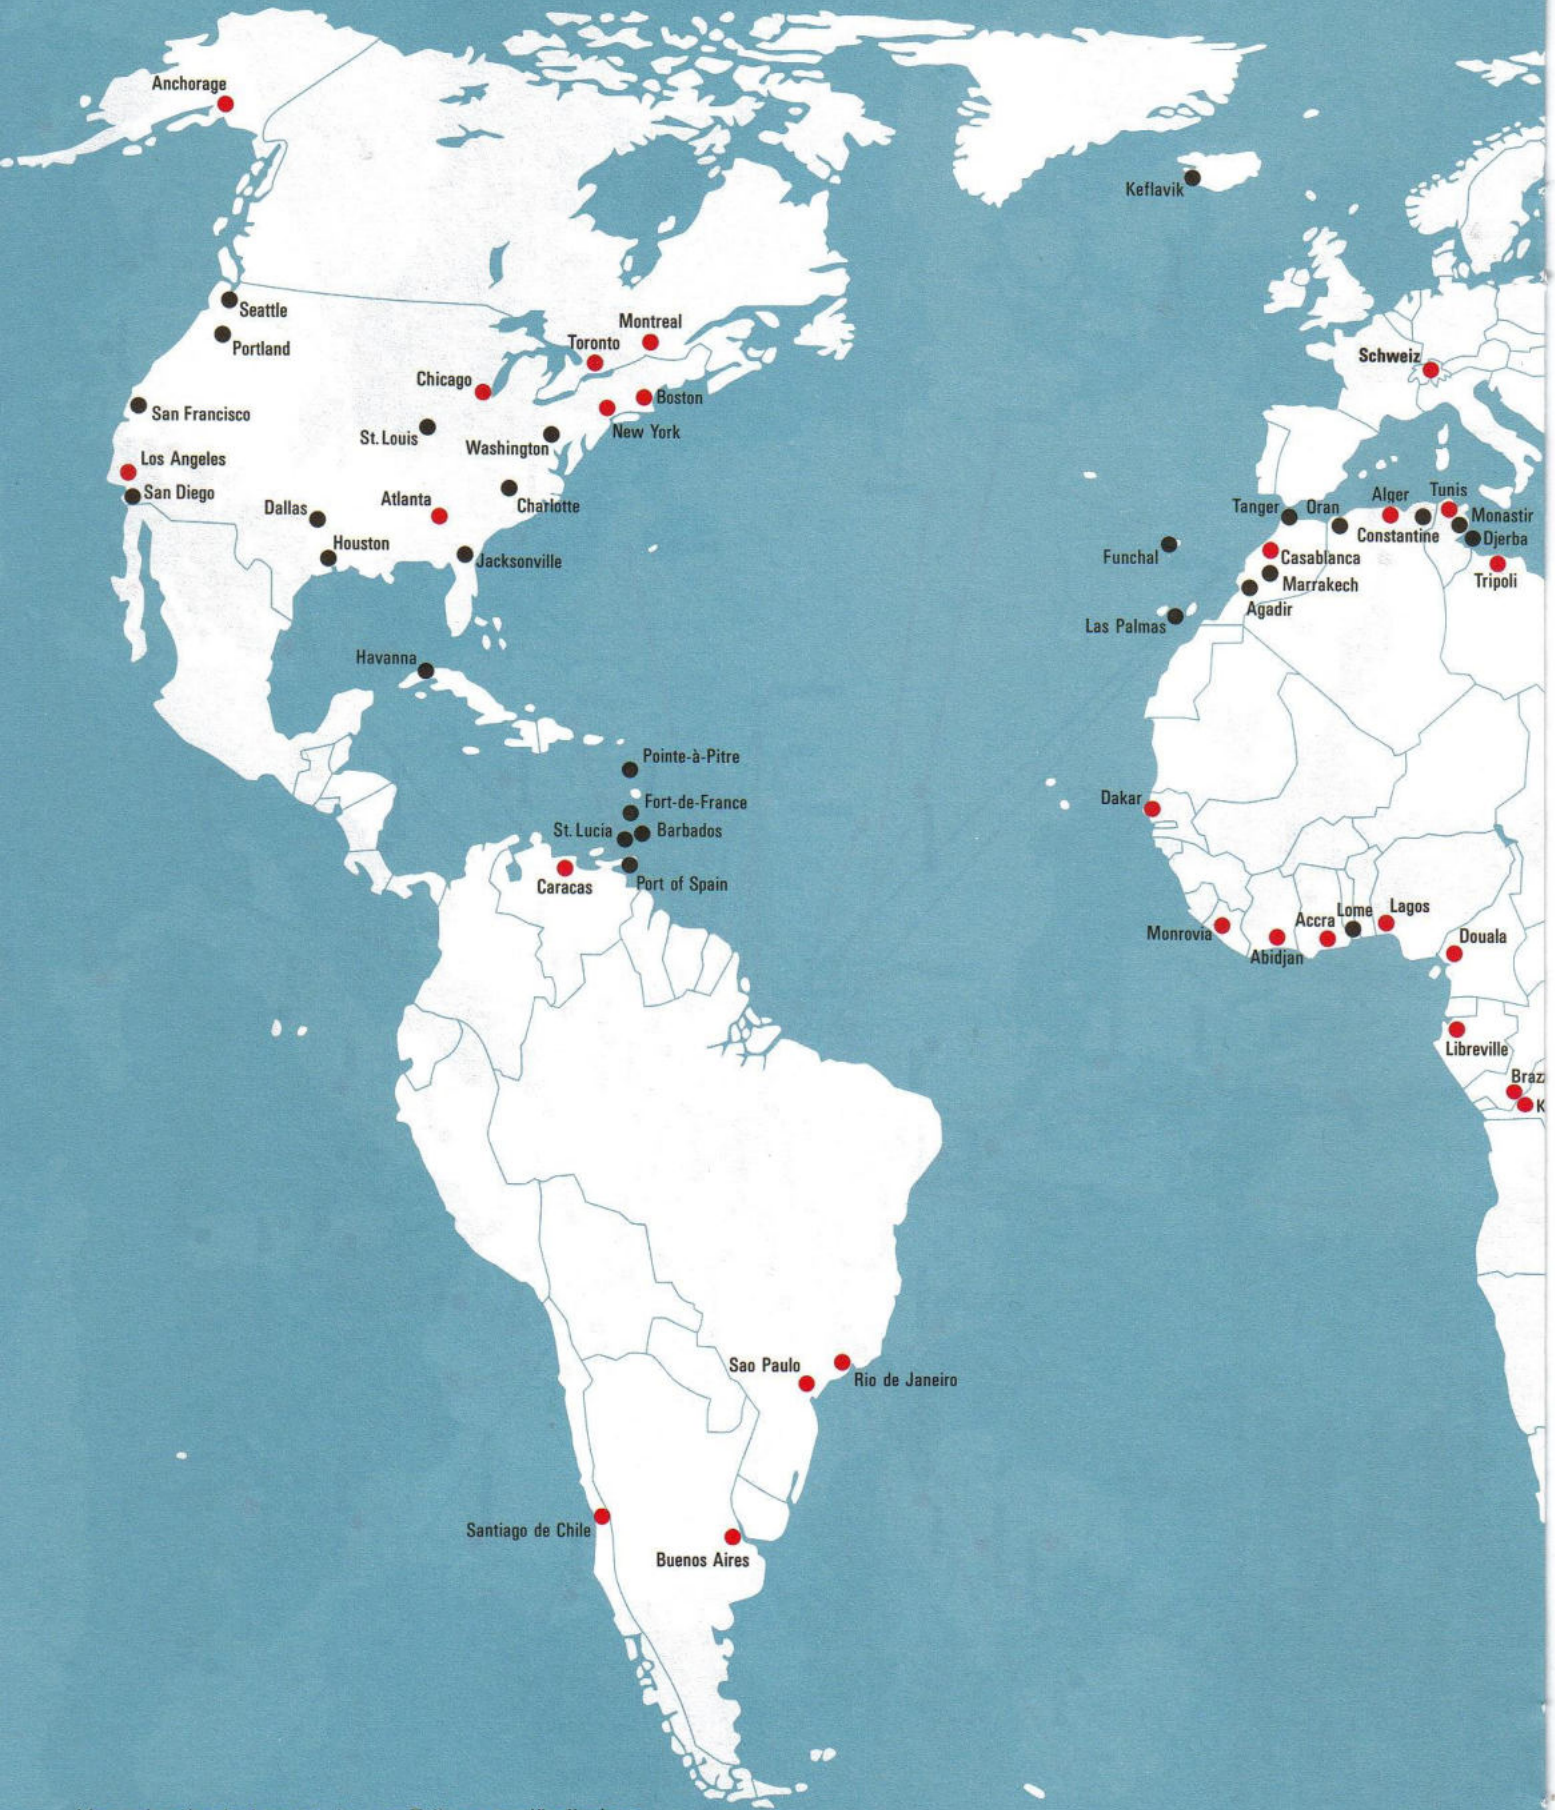 Anchorage
Keflavik
Seattle
Portland
Montreal
Toronto
Schweiz
Chicago
Boston
San Francisco
New York
St. Louis
Washington
Los Angeles
San Diego
Dallas
Atlanta
Charlotte
Houston
Jacksonville
Tanger
Oran
Alger
Tunis
Monastir
Constantine
Djerba
Funchal
Casablanca
Marrakech
Tripoli
Agadir
Las Palmas
Havanna
Pointe-à-Pitre
Fort-de-France
St. Lucia
Barbados
Dakar
Caracas
Port of Spain
Monrovia
Abidjan
Accra
Lome
Lagos
Douala
Libreville
Braz
K
Sao Paulo
Rio de Janeiro
Santiago de Chile
Buenos Aires